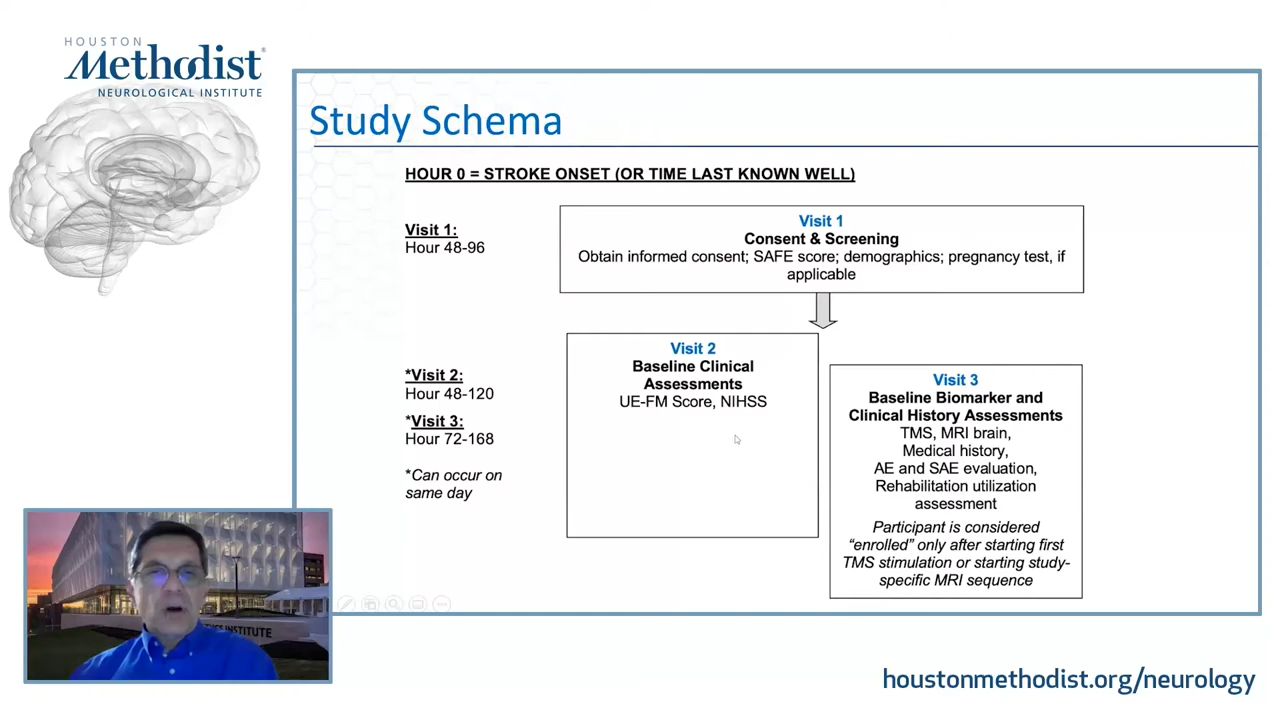 HOUSTON
Methodist®
NEUROLOGICAL INSTITUTE
Study Schema
HOUR 0 = STROKE ONSET (OR TIME LAST KNOWN WELL)
Visit 1:
Hour 48-96
Visit 1
Consent & Screening
Obtain informed consent; SAFE score; demographics; pregnancy test, if
applicable
*Visit 2:
Hour 48-120
*Visit 3:
Hour 72-168
*Can occur on
same day
Visit 2
Baseline Clinical
Assessments
UE-FM Score, NIHSS
Visit 3
Baseline Biomarker and
Clinical History Assessments
TMS, MRI brain,
Medical history,
AE and SAE evaluation,
Rehabilitation utilization
assessment
Participant is considered
“enrolled” only after starting first
TMS stimulation or starting study-
specific MRI sequence
INSTITUTE
houstonmethodist.org/neurology